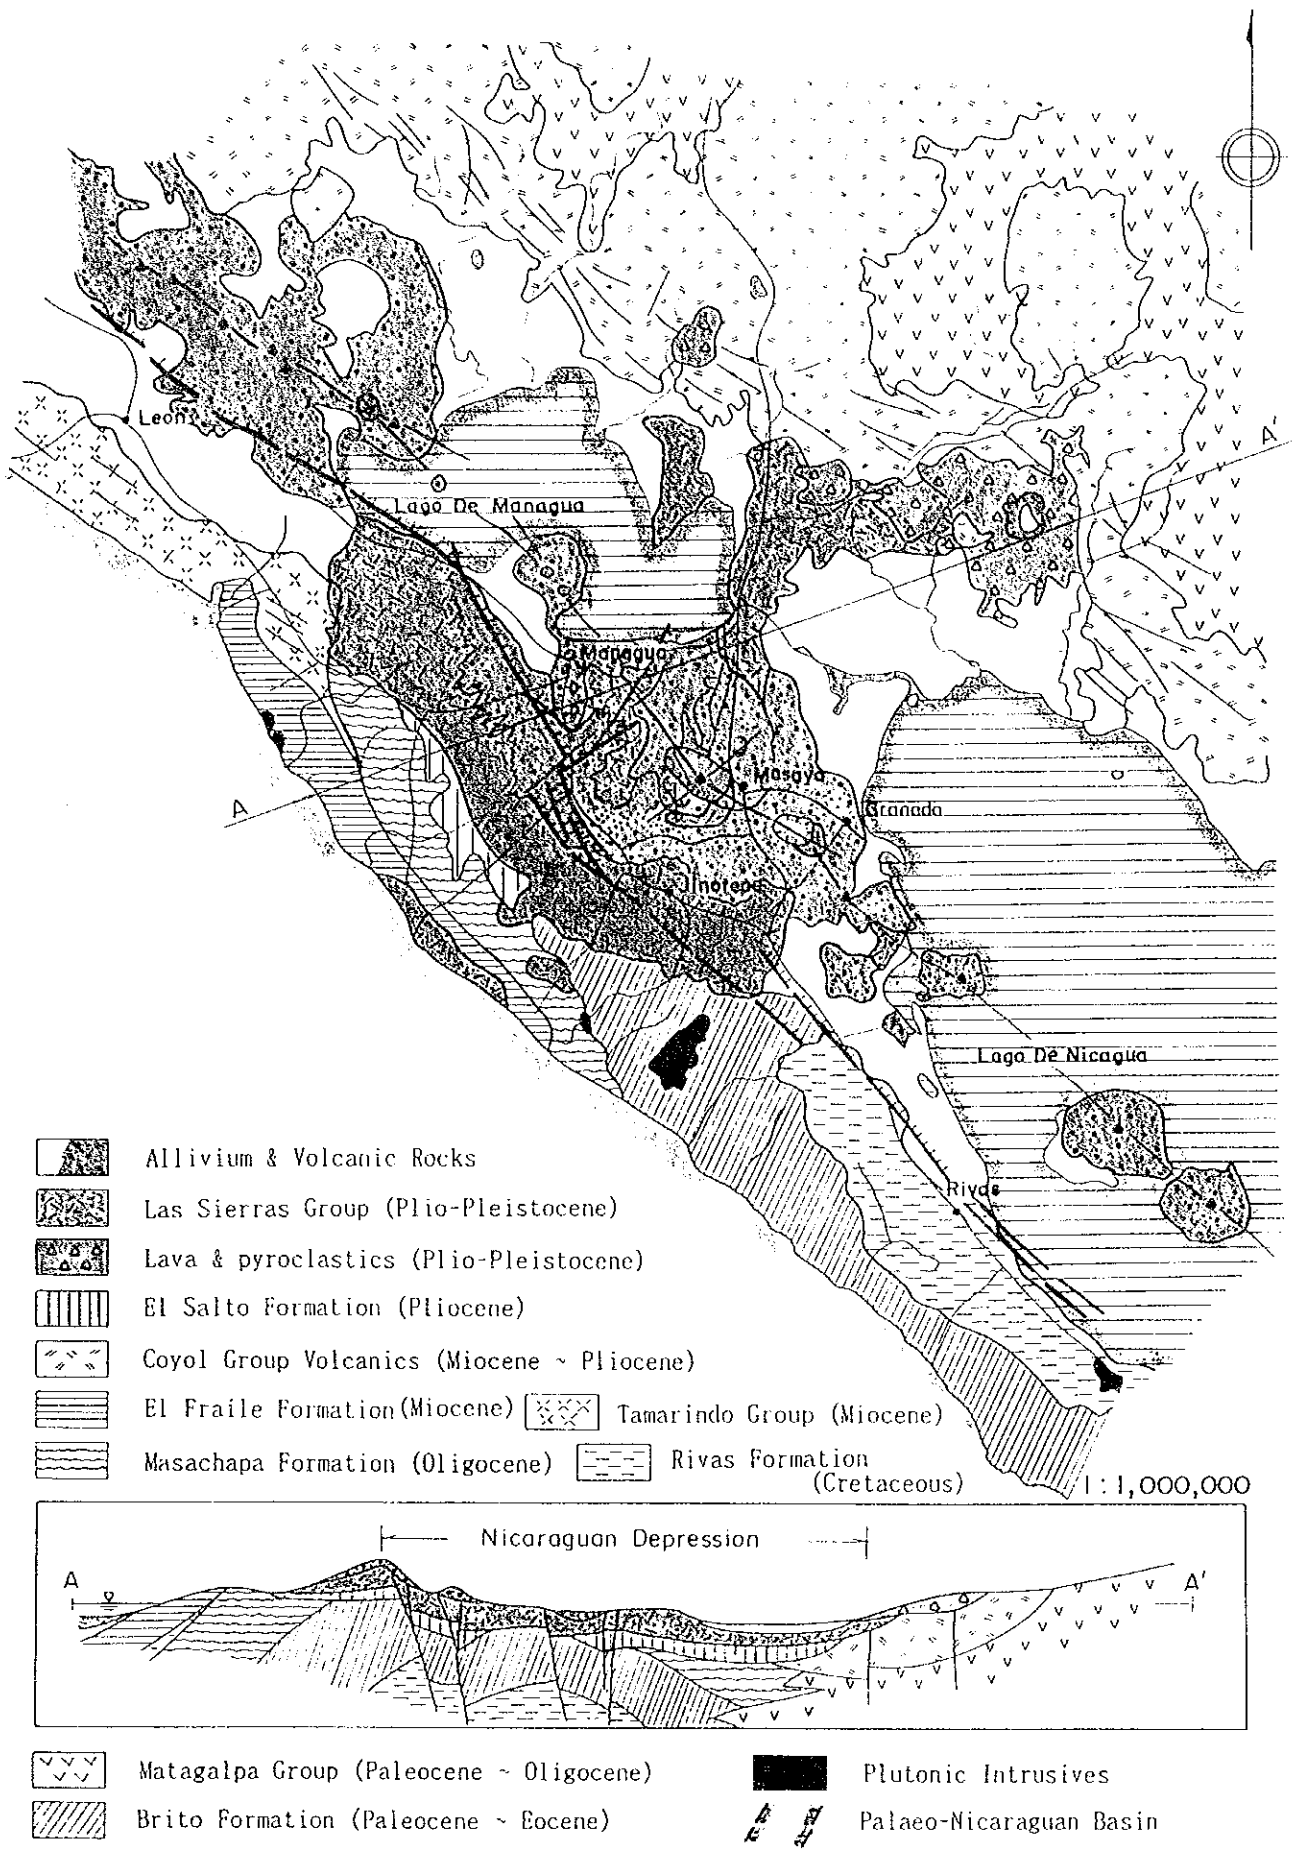 A'
Leon
Lago De Managua
Managua
Masaya
Granada
A
Jinotepe
Lago De Nicagua
Rivas
Allivium & Volcanic Rocks
Las Sierras Group (Plio-Pleistocene)
Lava & pyroclastics (Plio-Pleistocene)
El Salto Formation (Pliocene)
Coyol Group Volcanics (Miocene ~ Pliocene)
El Fraile Formation (Miocene) Tamarindo Group (Miocene)
Masachapa Formation (Oligocene) Rivas Formation
(Cretaceous) 1:1,000,000
Nicaraguan Depression
A A'
Matagalpa Group (Paleocene ~ Oligocene) Plutonic Intrusives
Brito Formation (Paleocene ~ Eocene) Palaeo-Nicaraguan Basin